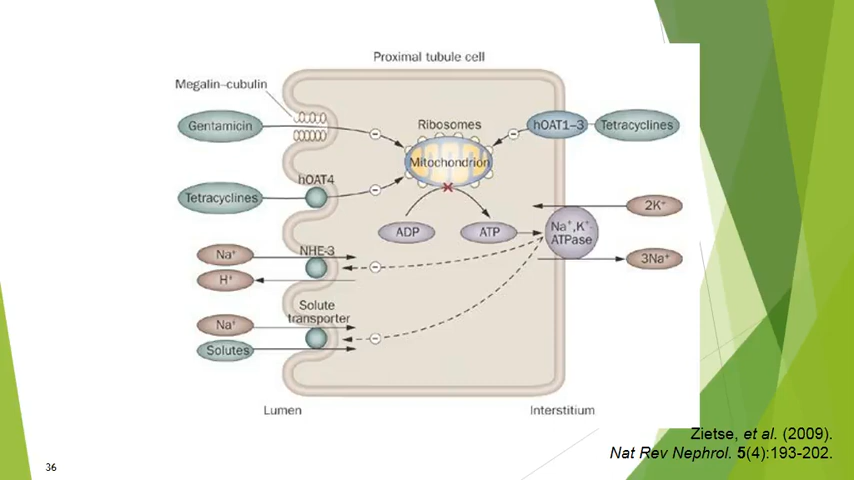 Proximal tubule cell
Megalin–cubulin
Gentamicin
Ribosomes
hOAT1–3
Tetracyclines
Mitochondrion
hOAT4
Tetracyclines
2K⁺
ADP
ATP
Na⁺,K⁺-
ATPase
Na⁺
NHE-3
3Na⁺
H⁺
Solute
transporter
Na⁺
Solutes
Lumen
Interstitium
Zietse, et al. (2009).
Nat Rev Nephrol. 5(4):193-202.
36